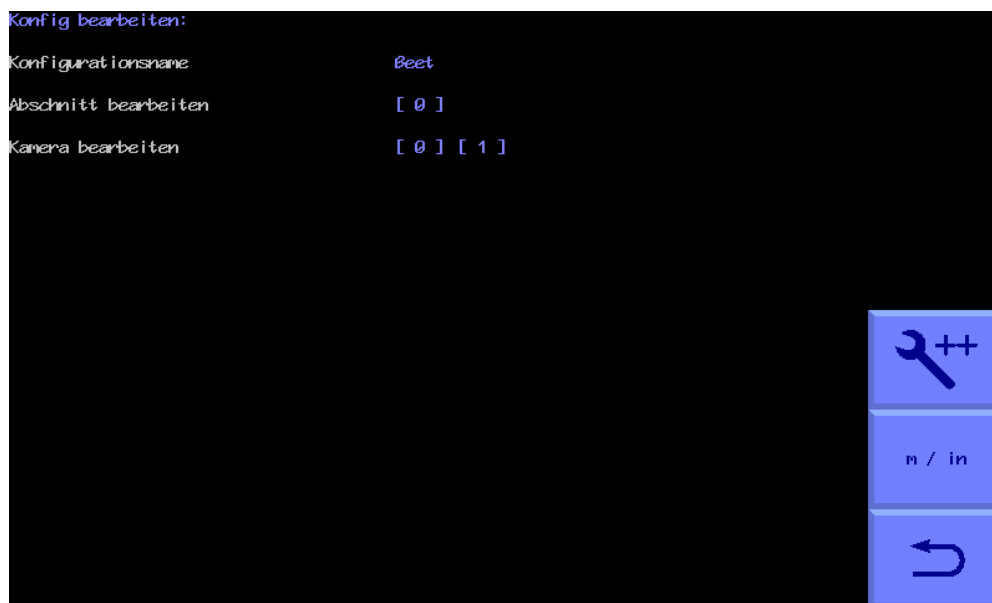 Konfig bearbeiten:
Konfigurationsname Beet
Abschnitt bearbeiten [ 0 ]
Kamera bearbeiten [ 0 ] [ 1 ]
++
m / in